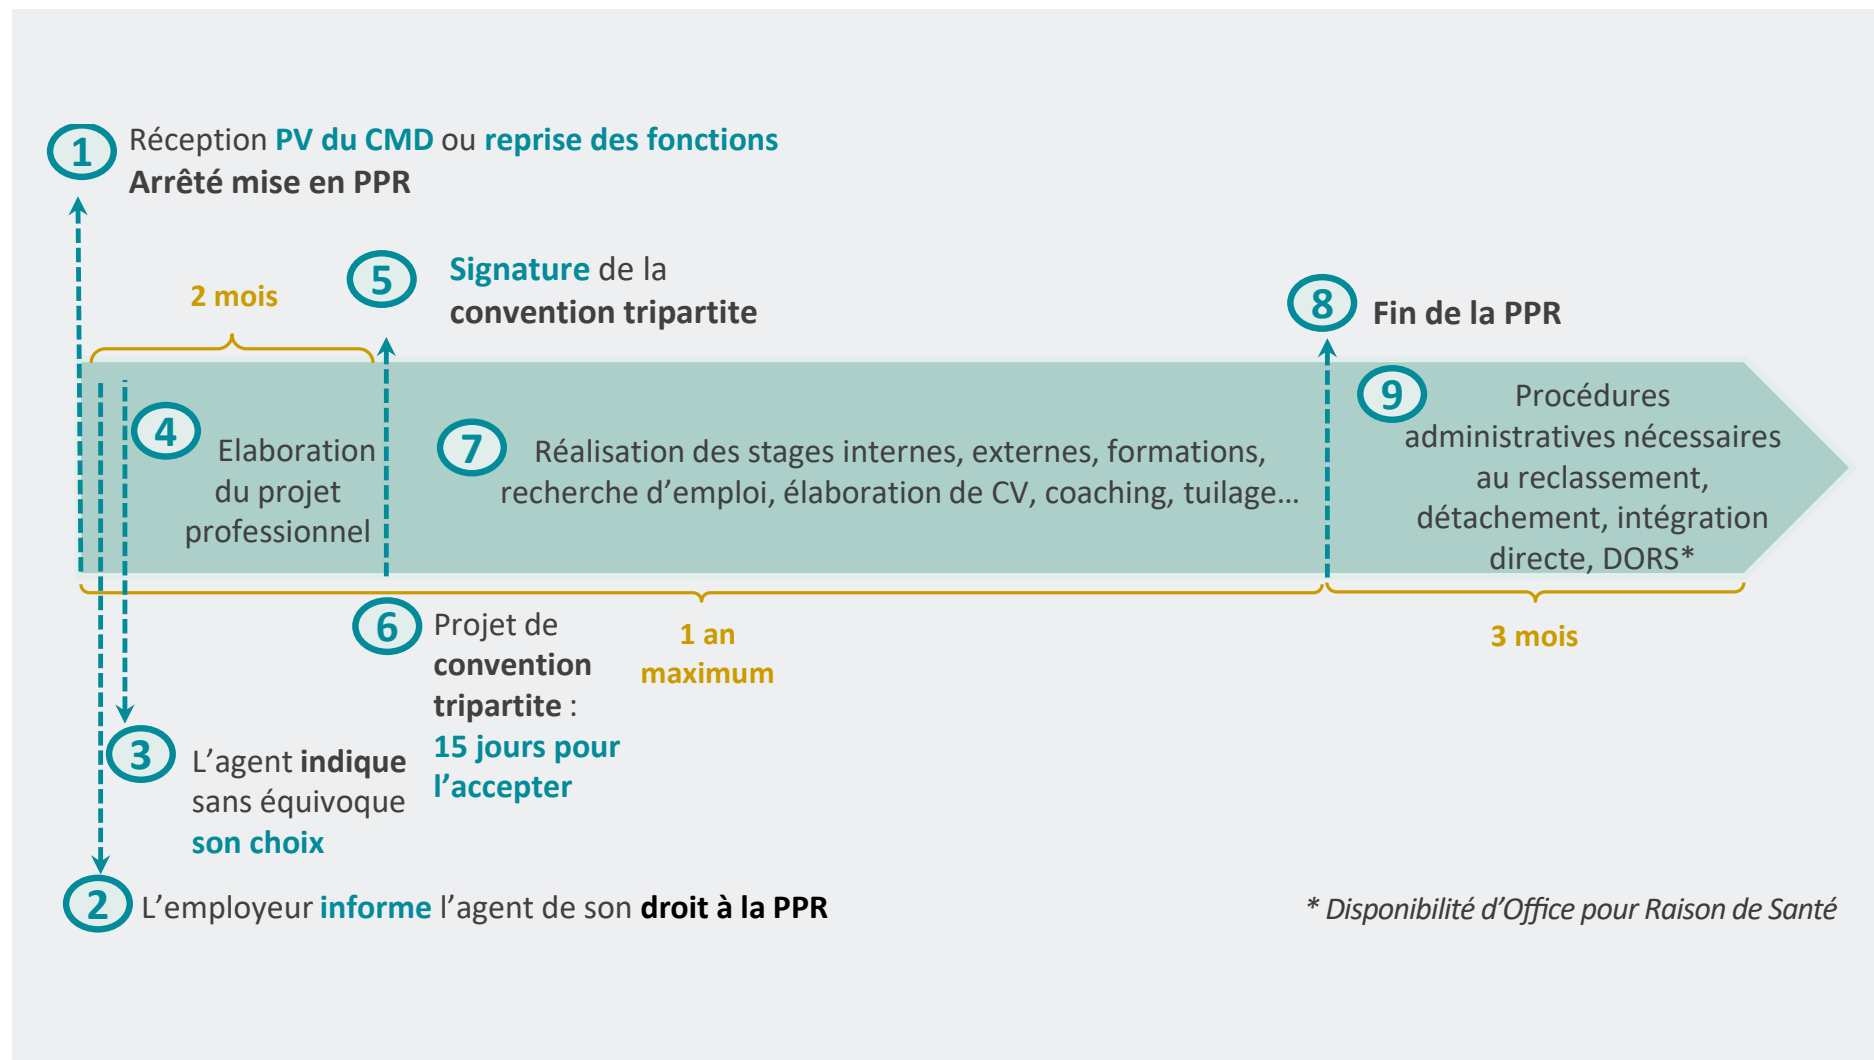 1
Réception PV du CMD ou reprise des fonctions
Arrêté mise en PPR
2 mois
5
Signature de la
convention tripartite
8
Fin de la PPR
4
Elaboration
du projet
professionnel
7
Réalisation des stages internes, externes, formations,
recherche d’emploi, élaboration de CV, coaching, tuilage…
9
Procédures
administratives nécessaires
au reclassement,
détachement, intégration
directe, DORS*
6
Projet de
convention
tripartite :
15 jours pour
l’accepter
1 an
maximum
3 mois
3
L’agent indique
sans équivoque
son choix
2
L’employeur informe l’agent de son droit à la PPR
* Disponibilité d’Office pour Raison de Santé